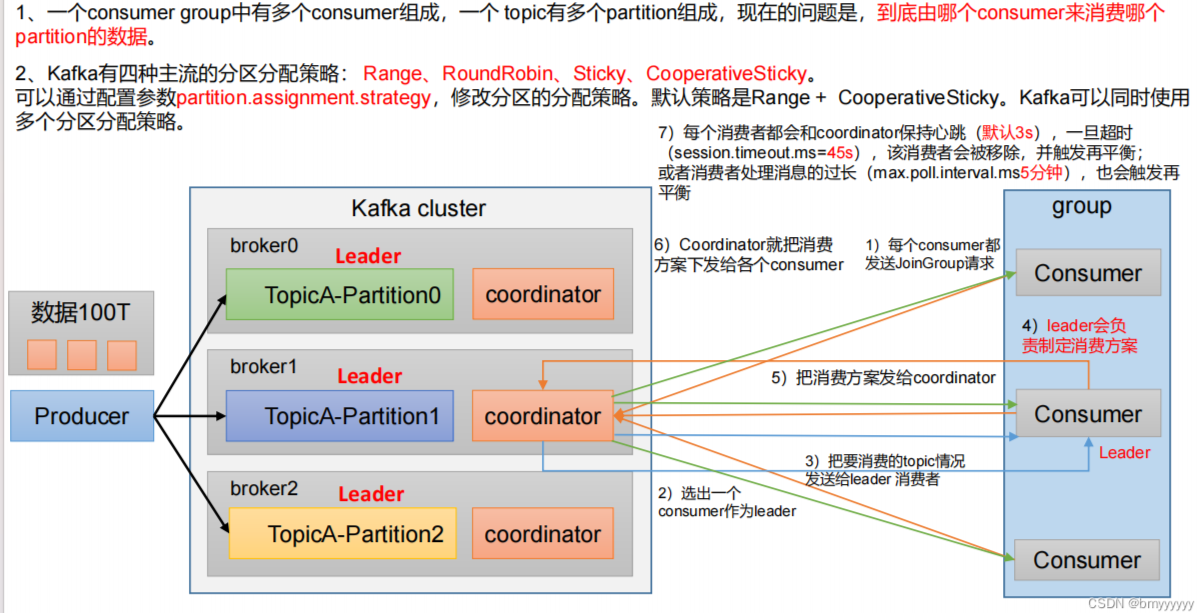 1、一个consumer group中有多个consumer组成，一个 topic有多个partition组成，现在的问题是，到底由哪个consumer来消费哪个
partition的数据。
2、Kafka有四种主流的分区分配策略： Range、RoundRobin、Sticky、CooperativeSticky。
可以通过配置参数partition.assignment.strategy，修改分区的分配策略。默认策略是Range + CooperativeSticky。Kafka可以同时使用
多个分区分配策略。
7）每个消费者都会和coordinator保持心跳（默认3s），一旦超时
（session.timeout.ms=45s），该消费者会被移除，并触发再平衡；
或者消费者处理消息的过长（max.poll.interval.ms5分钟），也会触发再
平衡
Kafka cluster
group
broker0
Leader
TopicA-Partition0
coordinator
6）Coordinator就把消费
方案下发给各个consumer
1）每个consumer都
发送JoinGroup请求
Consumer
数据100T
4）leader会负
责制定消费方案
broker1
Leader
5）把消费方案发给coordinator
Producer
TopicA-Partition1
coordinator
Consumer
Leader
3）把要消费的topic情况
发送给leader 消费者
broker2
Leader
2）选出一个
consumer作为leader
TopicA-Partition2
coordinator
Consumer
CSDN @bmyyyyyy